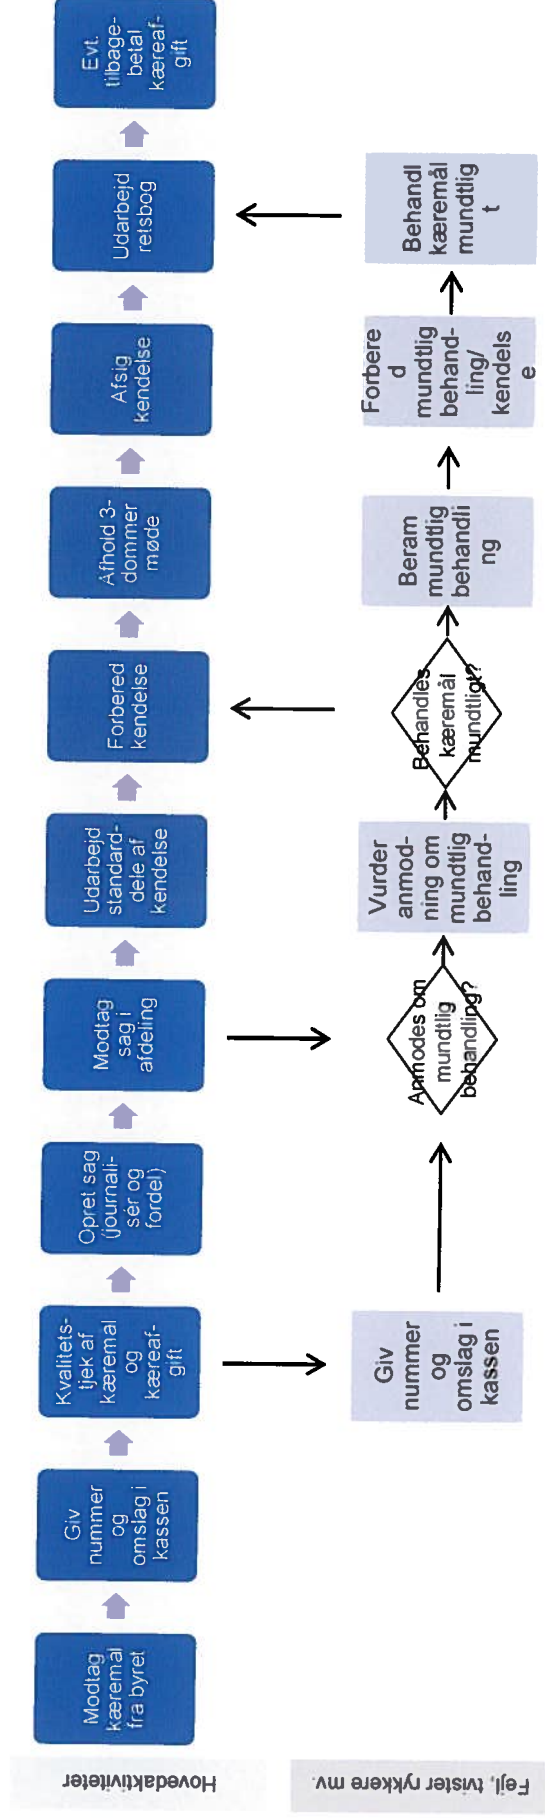 Hovedaktiviteter
Modtag
kæremål
fra byret
Giv
nummer
og
omslag i
kassen
Kvalitets-
tjek af
kæremål
og
kæreaf-
gift
Opret sag
(journali-
sér og
fordel)
Modtag
sag i
afdeling
Udarbejd
standard-
dele af
kendelse
Forbered
kendelse
Afhold 3-
dommer
møde
Afsig
kendelse
Udarbejd
retsbog
Evt.
tilbage-
betal
kæreaf-
gift
Fejl, tvister rykkere mv.
Giv
nummer
og
omslag i
kassen
Anmodes om
mundtlig
behandling?
Vurder
anmod-
ning om
mundtlig
behand-
ling
Behandles
kæremål
mundtligt?
Beram
mundtlig
behandli
ng
Forbere
d
mundtlig
behand-
ling/
kendels
e
Behandl
kæremål
mundtlig
t